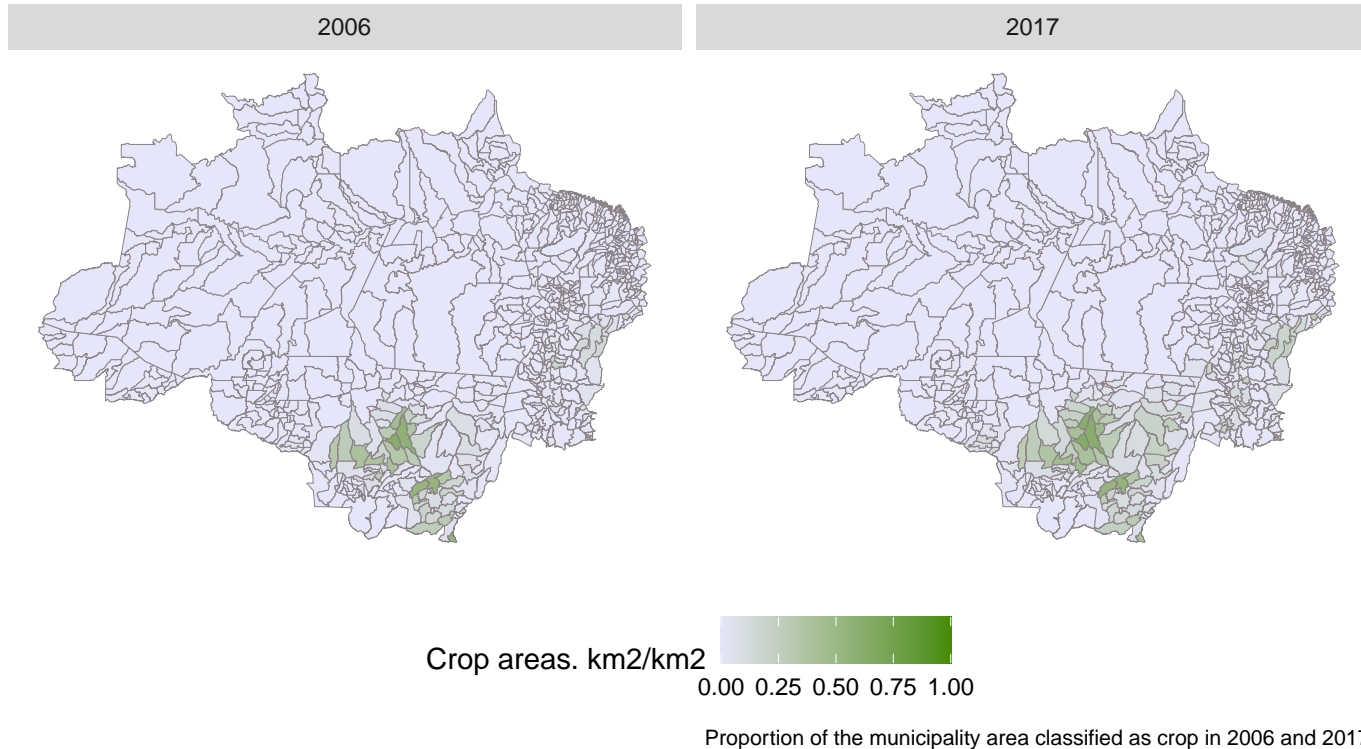 2006
2017
Crop areas. km2/km2
0.00 0.25 0.50 0.75 1.00
Proportion of the municipality area classified as crop in 2006 and 2017